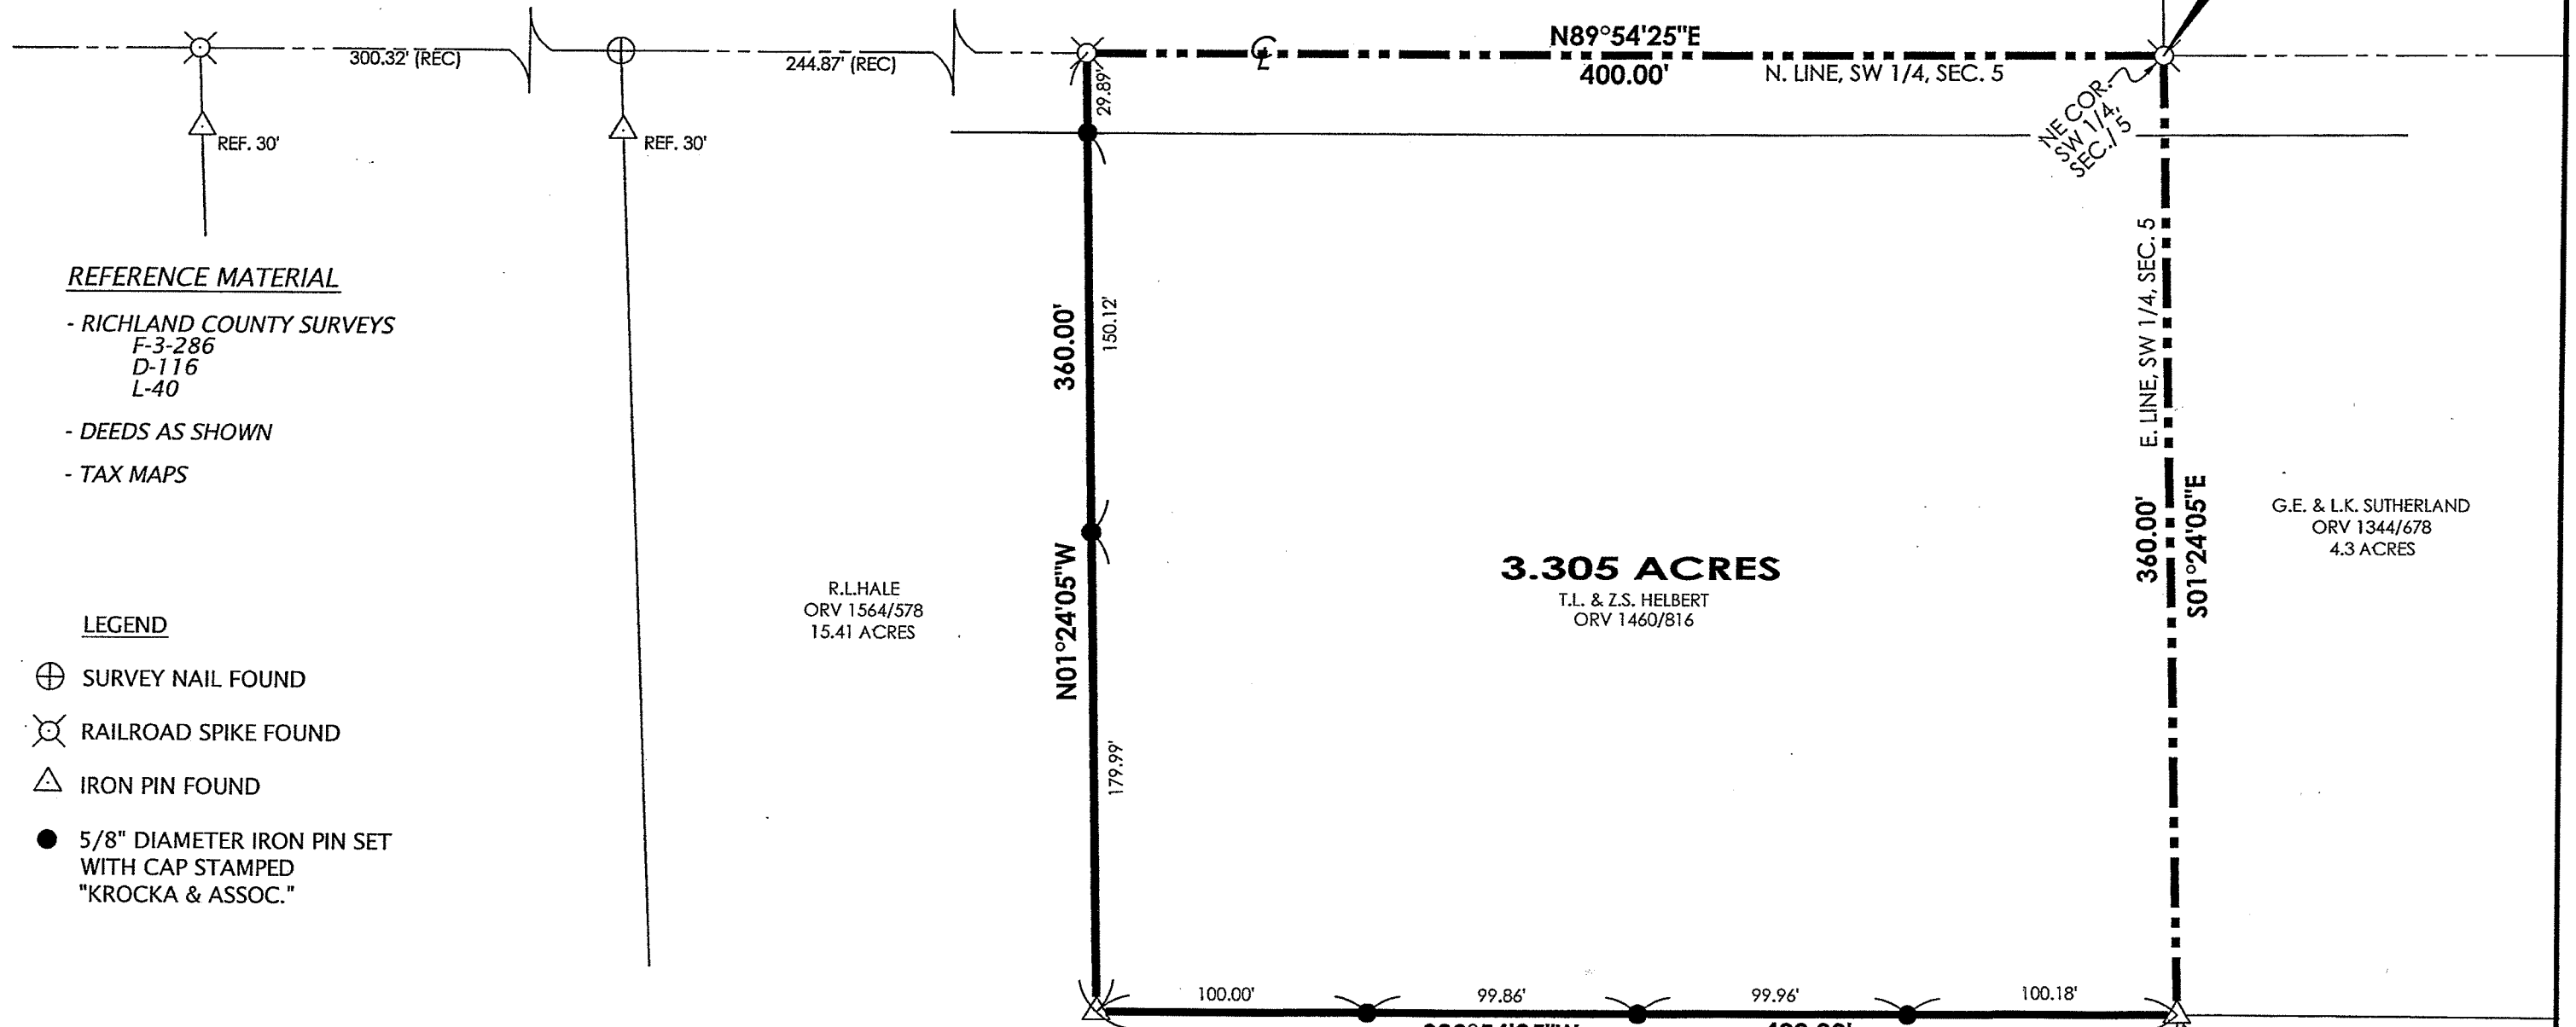 300.32' (REC)
244.87' (REC)
N89°54'25"E
400.00'
N. LINE, SW 1/4, SEC. 5
NE COR.
SW 1/4,
SEC. 5
REF. 30'
REF. 30'
29.89'
150.12'
360.00'
N01°24'05"W
179.99'
E. LINE, SW 1/4, SEC. 5
360.00'
S01°24'05"E
REFERENCE MATERIAL
- RICHLAND COUNTY SURVEYS
F-3-286
D-116
L-40
- DEEDS AS SHOWN
- TAX MAPS
R.L.HALE
ORV 1564/578
15.41 ACRES
3.305 ACRES
T.L. & Z.S. HELBERT
ORV 1460/816
G.E. & L.K. SUTHERLAND
ORV 1344/678
4.3 ACRES
LEGEND
SURVEY NAIL FOUND
RAILROAD SPIKE FOUND
IRON PIN FOUND
5/8" DIAMETER IRON PIN SET
WITH CAP STAMPED
"KROCKA & ASSOC."
100.00'
99.86'
99.96'
100.18'